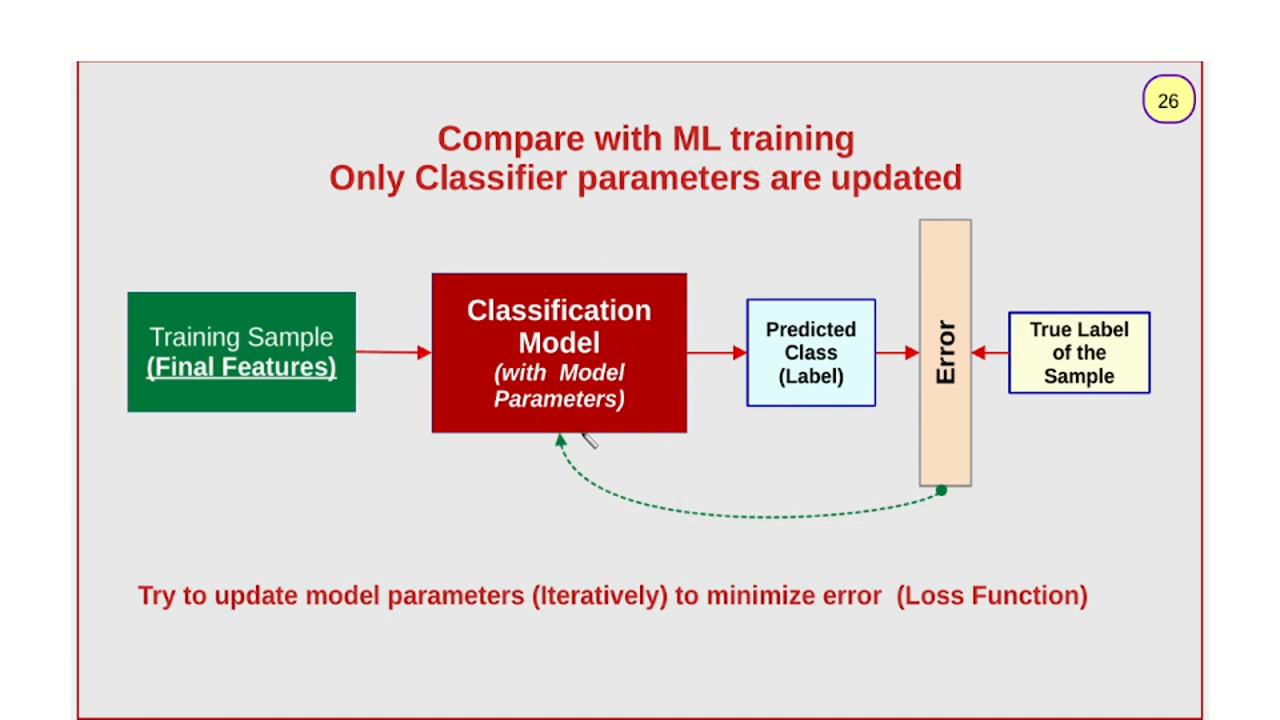 26
Compare with ML training
Only Classifier parameters are updated
Training Sample
(Final Features)
Classification
Model
(with Model
Parameters)
Predicted
Class
(Label)
Error
True Label
of the
Sample
Try to update model parameters (Iteratively) to minimize error (Loss Function)